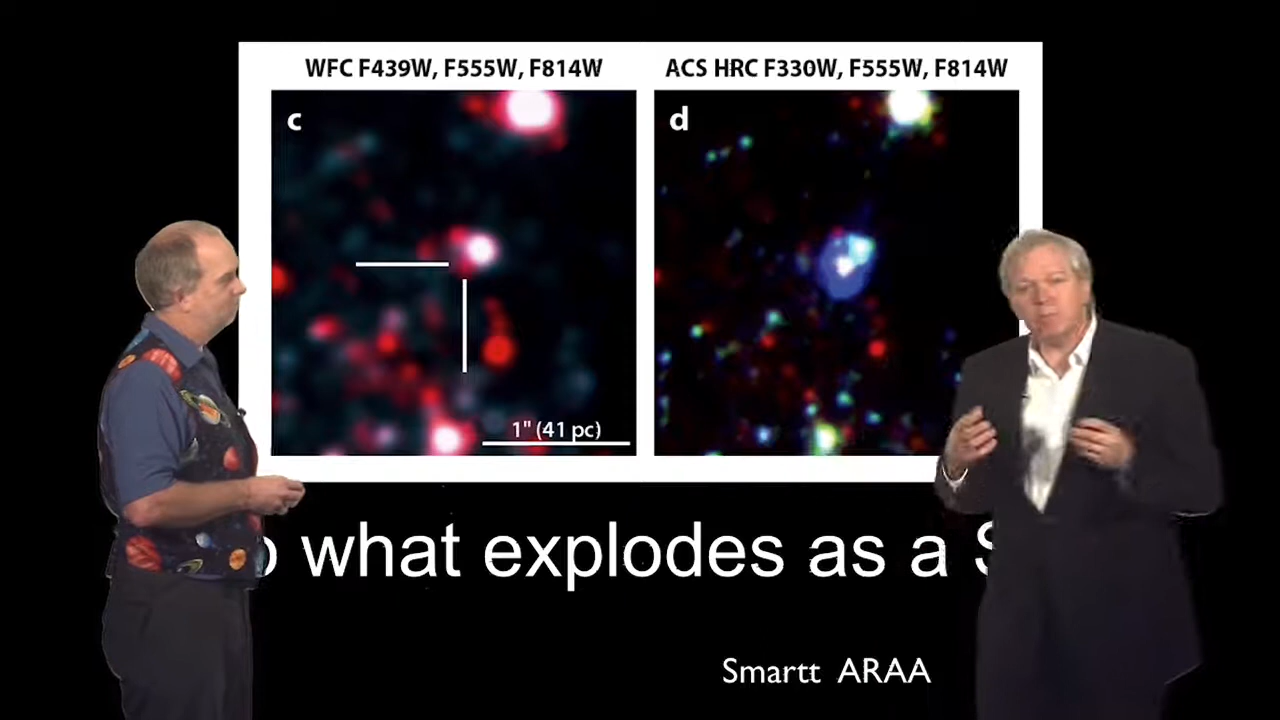 WFC F439W, F555W, F814W
ACS HRC F330W, F555W, F814W
c
d
1" (41 pc)
what explodes as a
Smartt ARAA